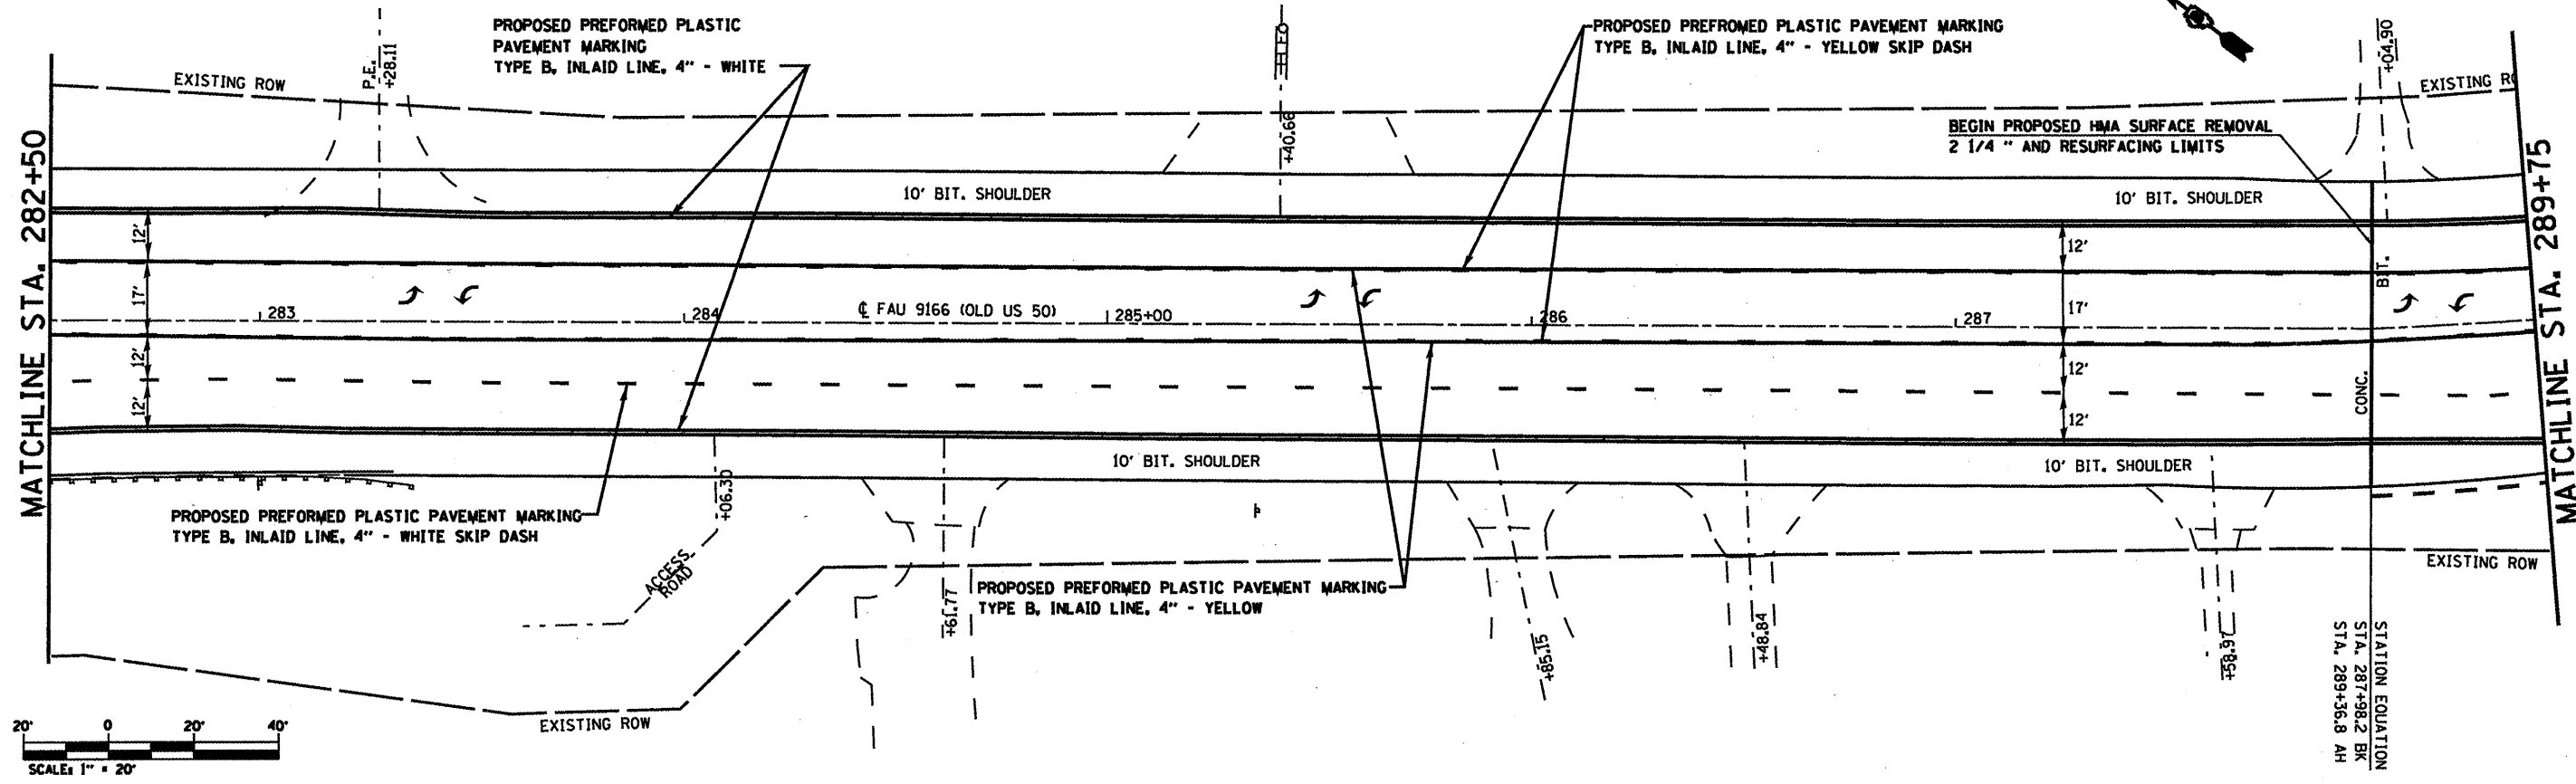 PROPOSED PREFORMED PLASTIC
PAVEMENT MARKING
TYPE B, INLAID LINE, 4" - WHITE
PROPOSED PREFROMED PLASTIC PAVEMENT MARKING
TYPE B, INLAID LINE, 4" - YELLOW SKIP DASH
EXISTING ROW
P.E.
+28.11
+40.66
+04.90
EXISTING RO
BEGIN PROPOSED HMA SURFACE REMOVAL
2 1/4 " AND RESURFACING LIMITS
MATCHLINE STA. 282+50
MATCHLINE STA. 289+75
10' BIT. SHOULDER
10' BIT. SHOULDER
12'
17'
12'
12'
12'
17'
12'
12'
BIT.
CONC.
283
284
℄ FAU 9166 (OLD US 50)
285+00
286
287
10' BIT. SHOULDER
10' BIT. SHOULDER
PROPOSED PREFORMED PLASTIC PAVEMENT MARKING
TYPE B, INLAID LINE, 4" - WHITE SKIP DASH
+06.30
ACCESS
ROAD
+61.77
PROPOSED PREFORMED PLASTIC PAVEMENT MARKING
TYPE B, INLAID LINE, 4" - YELLOW
+85.15
+48.84
+58.97
EXISTING ROW
EXISTING ROW
STATION EQUATION
STA. 287+98.2 BK
STA. 289+36.8 AH
20' 0 20' 40'
SCALE: 1" = 20'